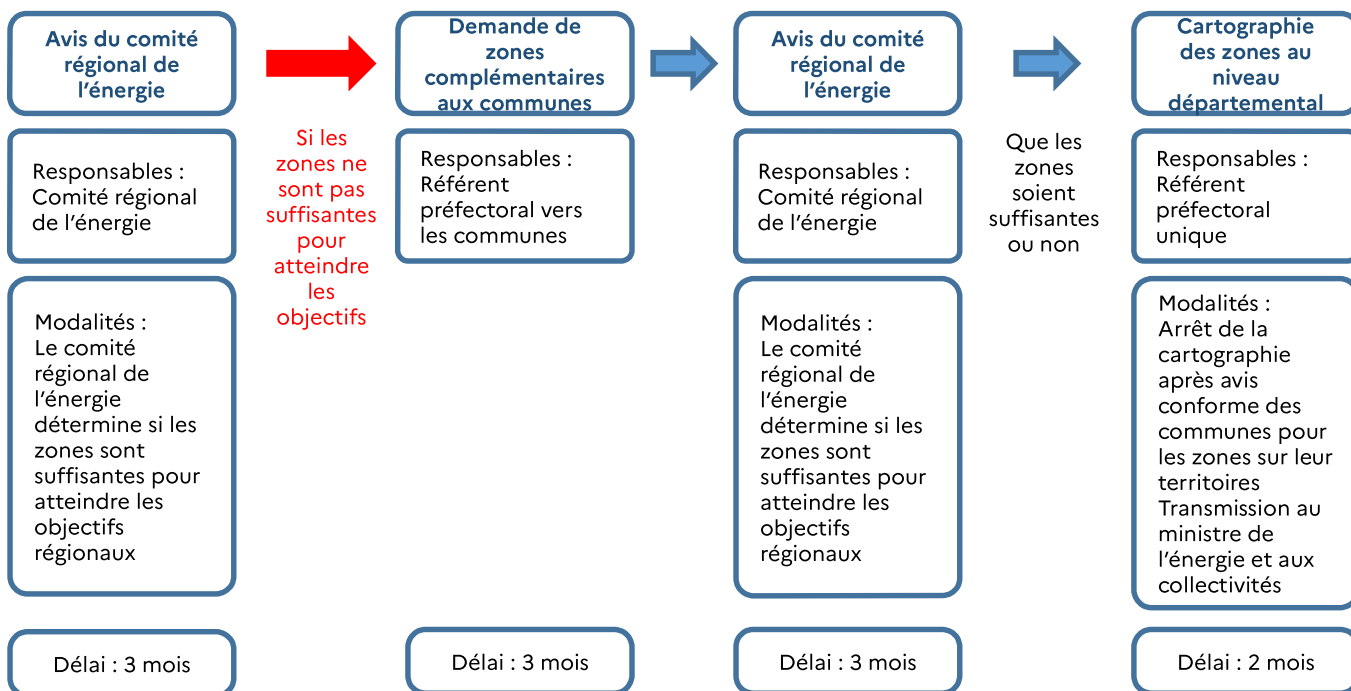 Avis du comité
régional de
l'énergie
Si les
zones ne
sont pas
suffisantes
pour
atteindre
les
objectifs
Demande de
zones
complémentaires
aux communes
Avis du comité
régional de
l'énergie
Que les
zones
soient
suffisantes
ou non
Cartographie
des zones au
niveau
départemental
Responsables :
Comité régional
de l'énergie
Responsables :
Référent
préfectoral vers
les communes
Responsables :
Comité régional
de l'énergie
Responsables :
Référent
préfectoral
unique
Modalités :
Le comité
régional de
l'énergie
détermine si les
zones sont
suffisantes pour
atteindre les
objectifs
régionaux
Modalités :
Le comité
régional de
l'énergie
détermine si les
zones sont
suffisantes pour
atteindre les
objectifs
régionaux
Modalités :
Arrêt de la
cartographie
après avis
conforme des
communes pour
les zones sur leur
territoires
Transmission au
ministre de
l'énergie et aux
collectivités
Délai : 3 mois
Délai : 3 mois
Délai : 3 mois
Délai : 2 mois